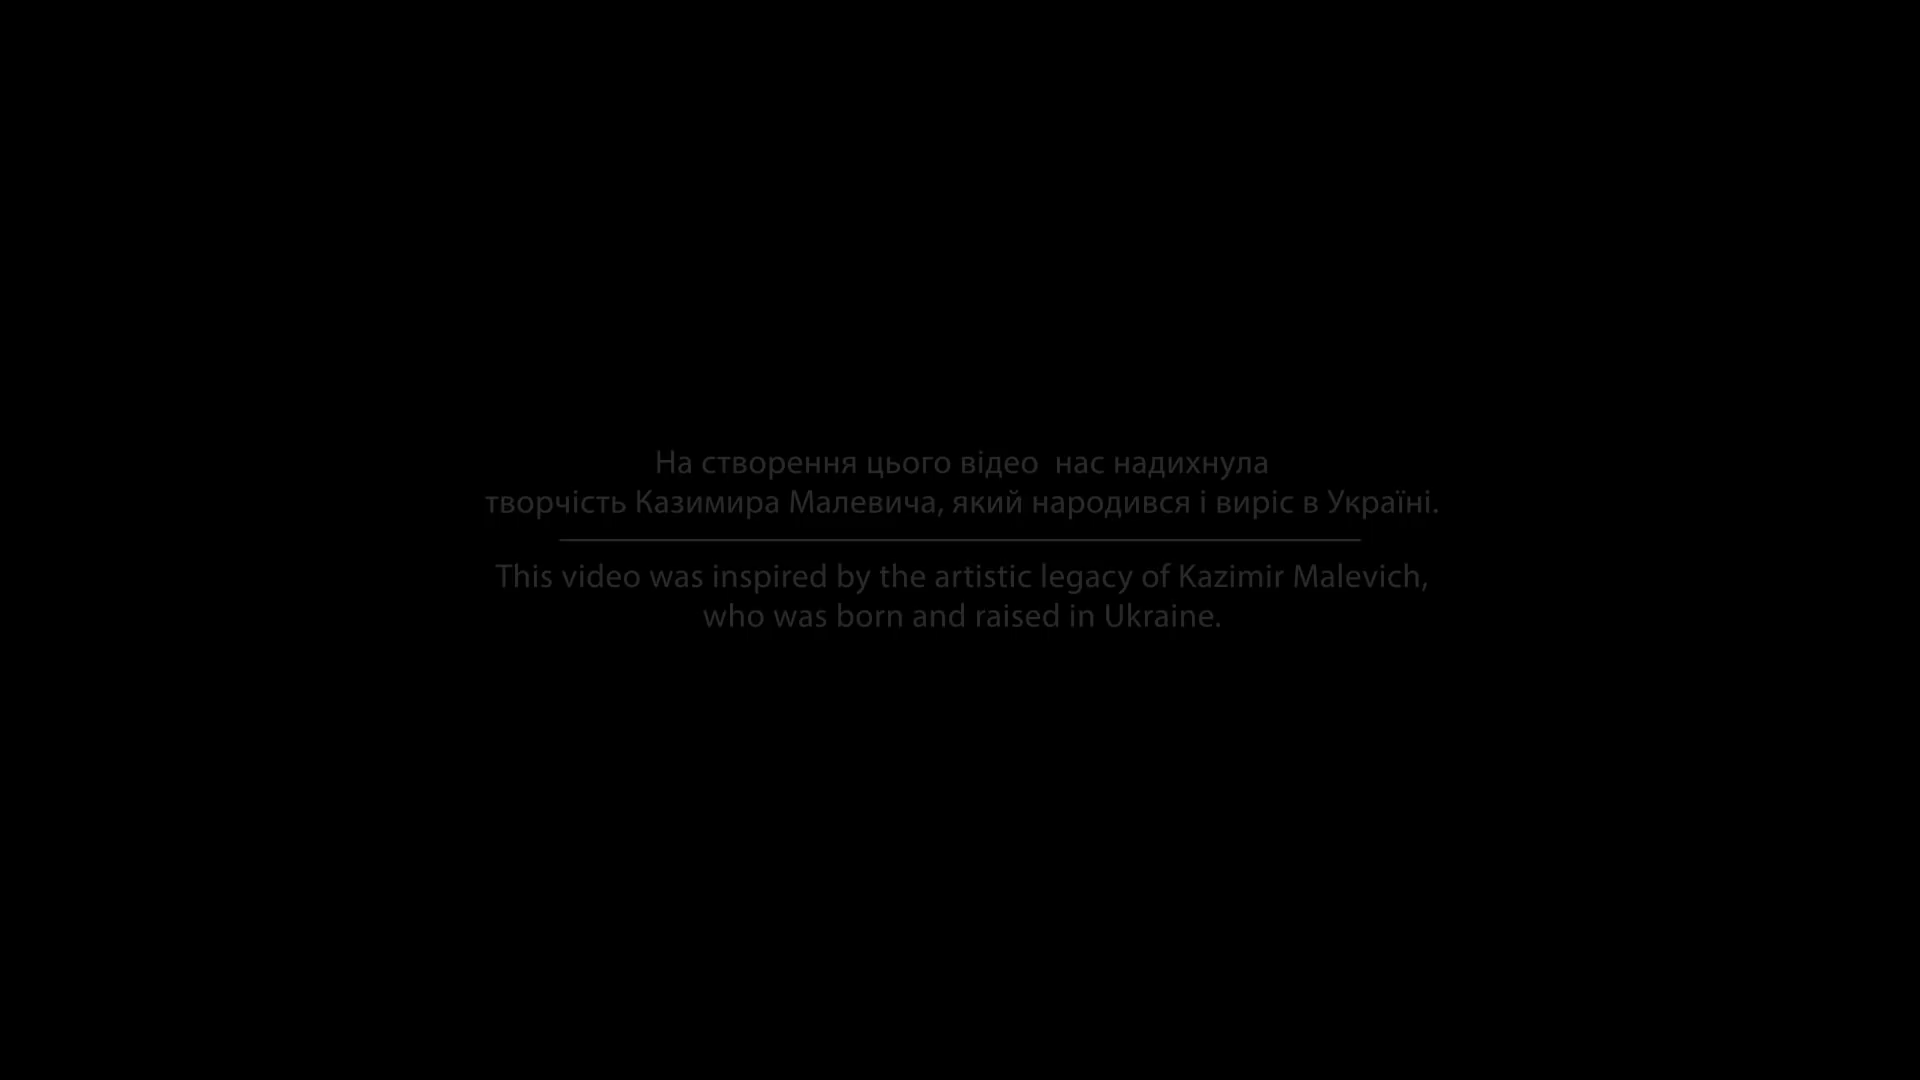 На створення цього відео  нас надихнула
творчість Казимира Малевича, який народився і виріс в Україні.
This video was inspired by the artistic legacy of Kazimir Malevich,
who was born and raised in Ukraine.